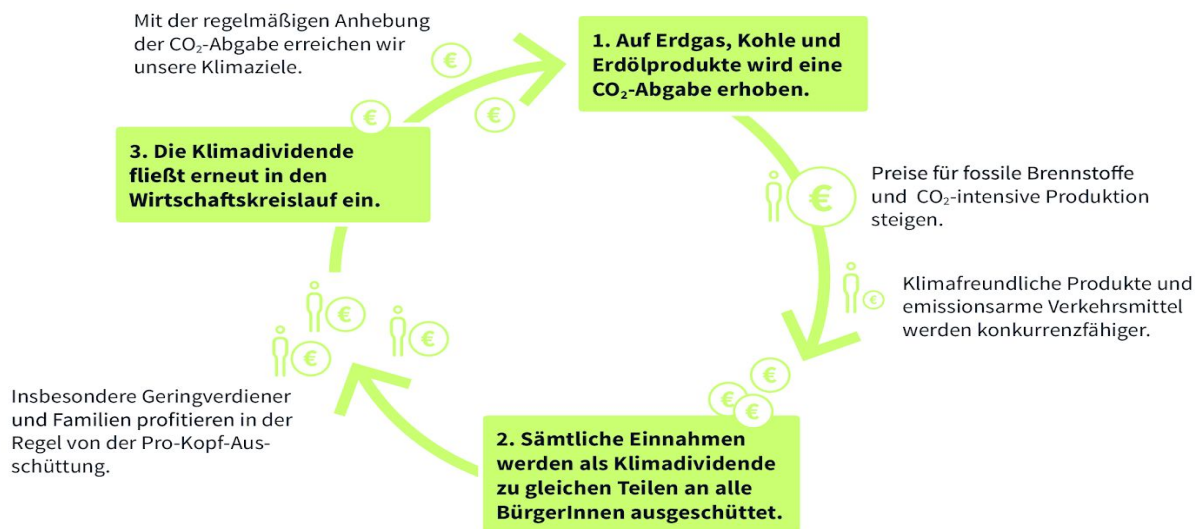 Mit der regelmäßigen Anhebung
der CO₂-Abgabe erreichen wir
unsere Klimaziele.
1. Auf Erdgas, Kohle und
Erdölprodukte wird eine
CO₂-Abgabe erhoben.
€
€
€
3. Die Klimadividende
fließt erneut in den
Wirtschaftskreislauf ein.
Preise für fossile Brennstoffe
und CO₂-intensive Produktion
steigen.
€
Klimafreundliche Produkte und
emissionsarme Verkehrsmittel
werden konkurrenzfähiger.
€
€
€
€
€
€
€
Insbesondere Geringverdiener
und Familien profitieren in der
Regel von der Pro-Kopf-Aus-
schüttung.
2. Sämtliche Einnahmen
werden als Klimadividende
zu gleichen Teilen an alle
BürgerInnen ausgeschüttet.